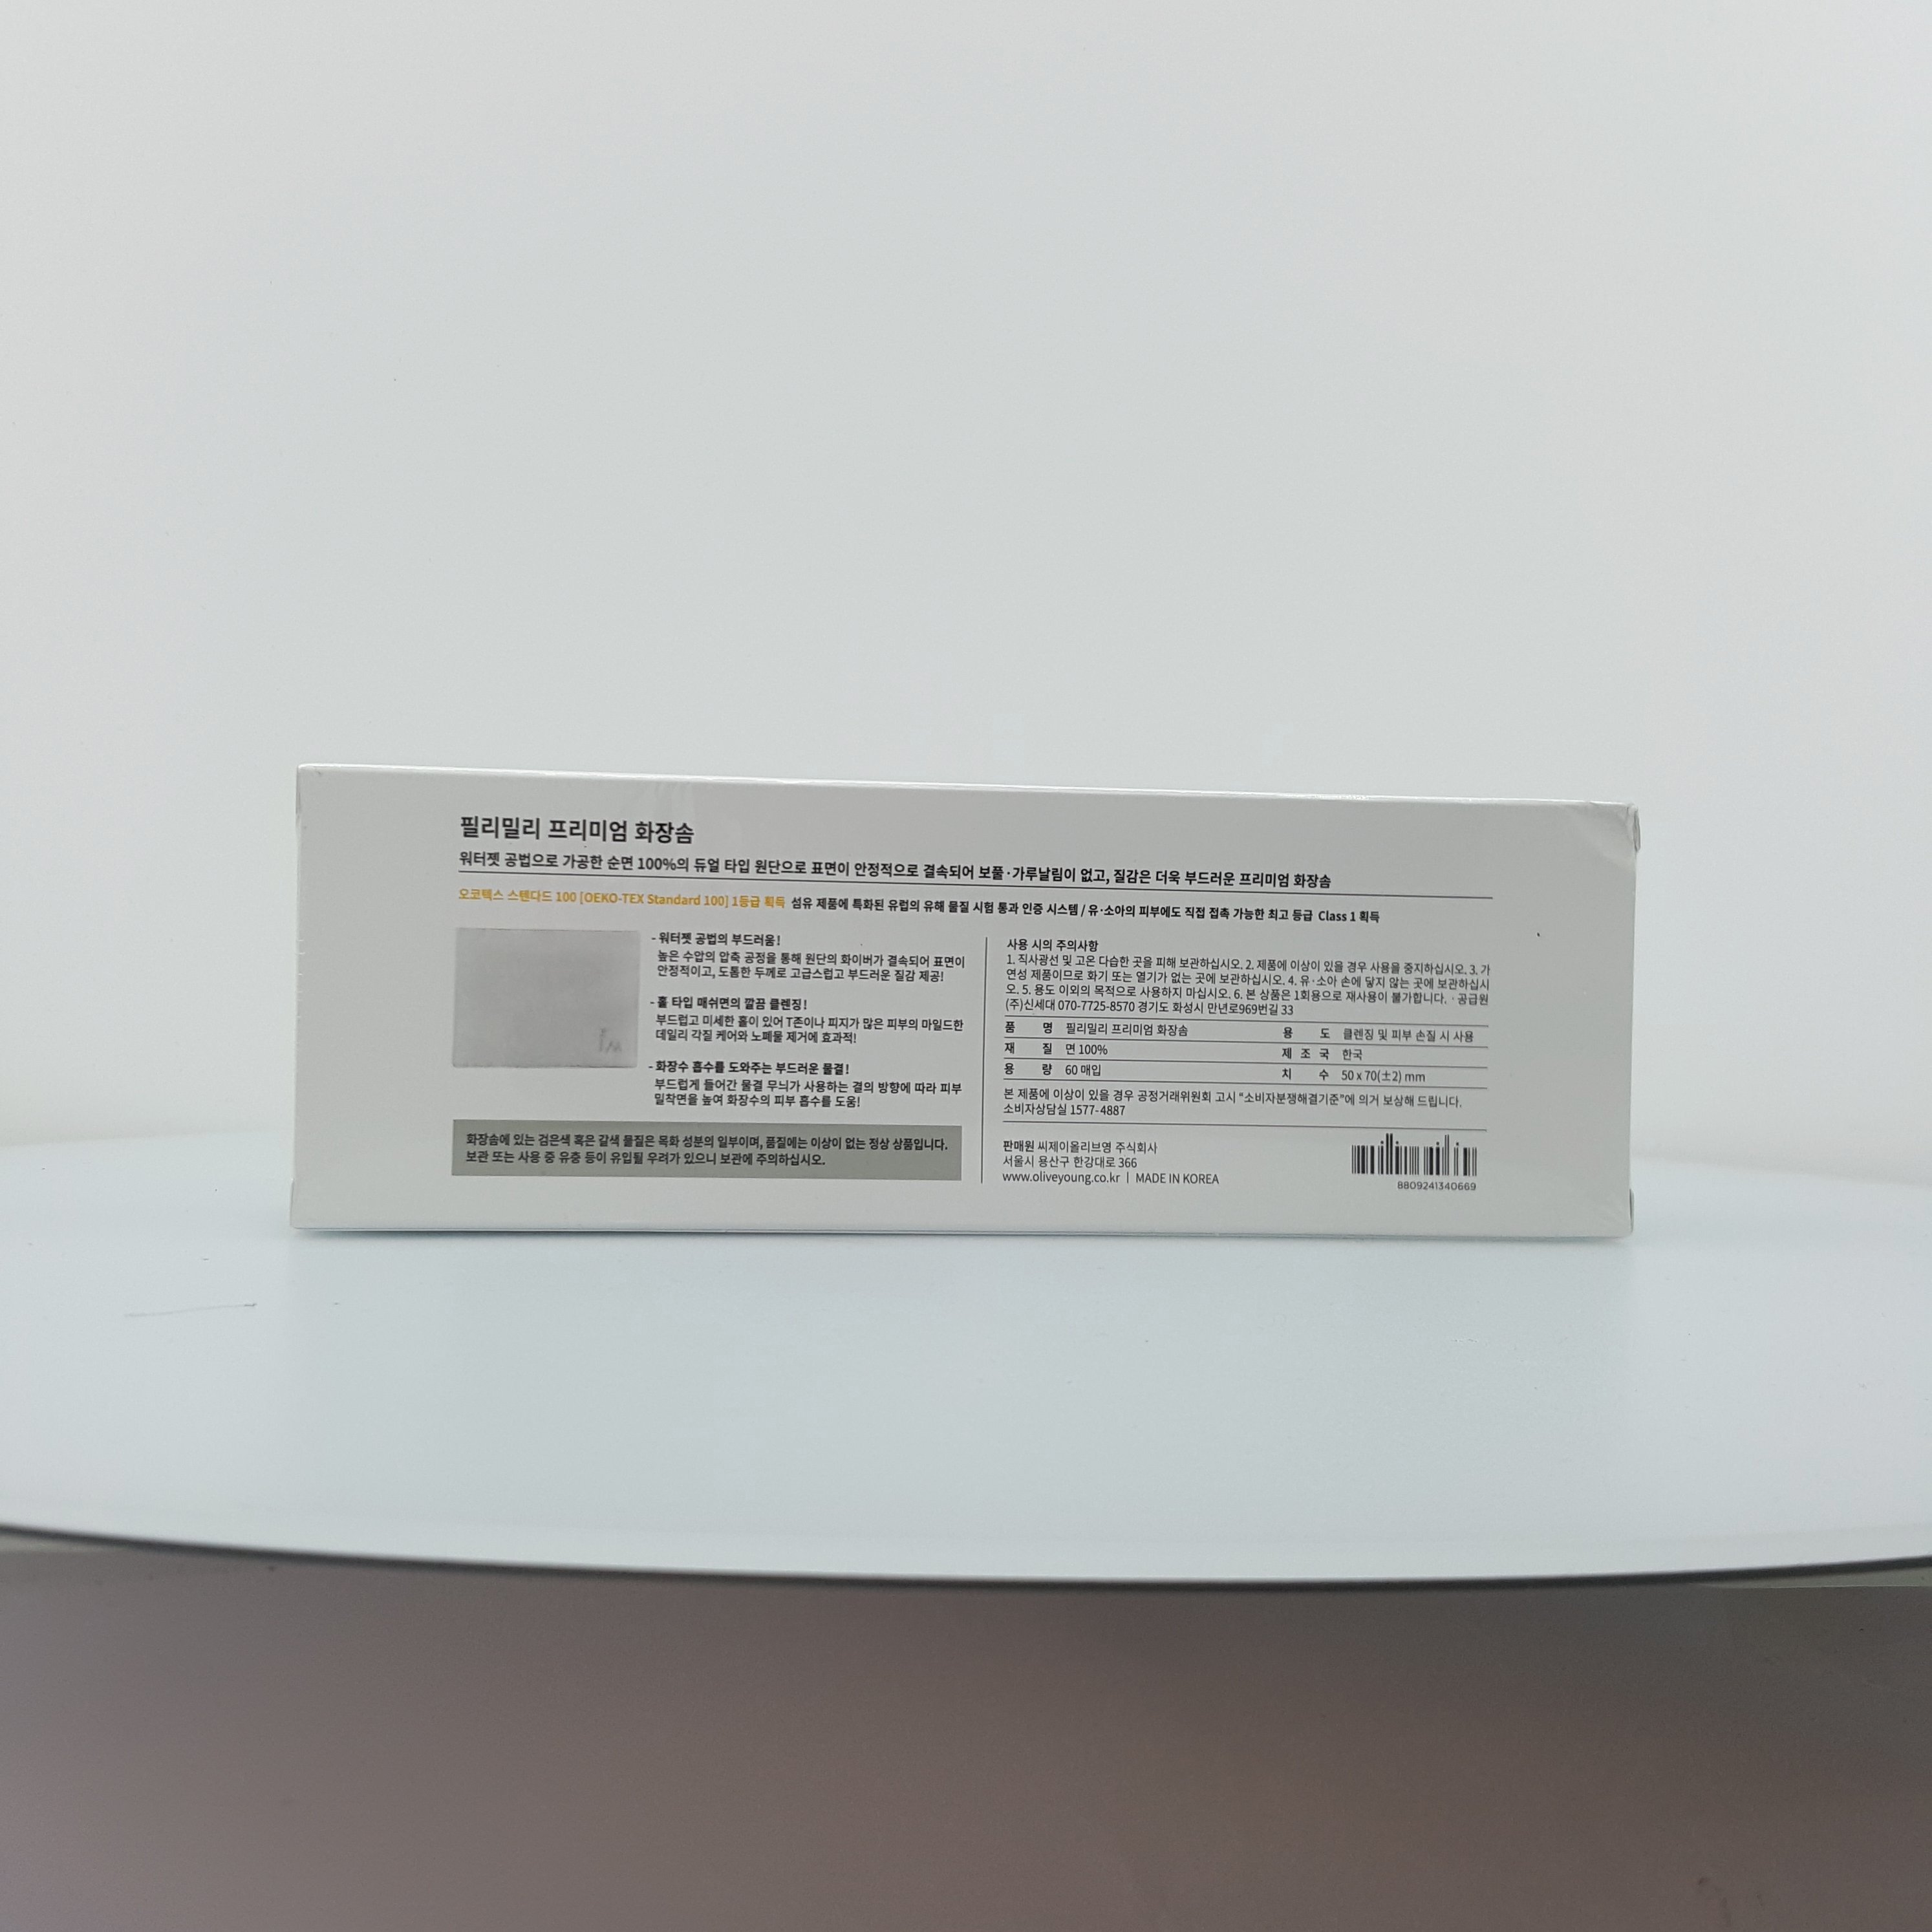 필리밀리 프리미엄 화장솜
워터젯 공법으로 가공한 순면 100%의 듀얼 타입 원단으로 표면이 안정적으로 결속되어 보풀·가루날림이 없고, 질감은 더욱 부드러운 프리미엄 화장솜
오코텍스 스텐다드 100 [OEKO-TEX Standard 100] 1등급 획득 섬유 제품에 특화된 유럽의 유해 물질 시험 통과 인증 시스템 / 유·소아의 피부에도 직접 접촉 가능한 최고 등급 Class 1 획득
- 워터젯 공법의 부드러움!
높은 수압의 압축 공정을 통해 원단의 화이버가 결속되어 표면이
안정적이고, 도톰한 두께로 고급스럽고 부드러운 질감 제공!
- 홀 타입 매쉬면의 깔끔 클렌징!
부드럽고 미세한 홀이 있어 T존이나 피지가 많은 피부의 마일드한
데일리 각질 케어와 노폐물 제거에 효과적!
- 화장수 흡수를 도와주는 부드러운 물결!
부드럽게 들어간 물결 무늬가 사용하는 결의 방향에 따라 피부
밀착면을 높여 화장수의 피부 흡수를 도움!
화장솜에 있는 검은색 혹은 갈색 물질은 목화 성분의 일부이며, 품질에는 이상이 없는 정상 상품입니다.
보관 또는 사용 중 유충 등이 유입될 우려가 있으니 보관에 주의하십시오.
사용 시의 주의사항
1. 직사광선 및 고온 다습한 곳을 피해 보관하십시오. 2. 제품에 이상이 있을 경우 사용을 중지하십시오. 3. 가
연성 제품이므로 화기 또는 열기가 없는 곳에 보관하십시오. 4. 유·소아 손에 닿지 않는 곳에 보관하십시
오. 5. 용도 이외의 목적으로 사용하지 마십시오. 6. 본 상품은 1회용으로 재사용이 불가합니다. · 공급원
(주)신세대 070-7725-8570 경기도 화성시 만년로969번길 33
품 명 필리밀리 프리미엄 화장솜 용 도 클렌징 및 피부 손질 시 사용
재 질 면 100% 제 조 국 한국
용 량 60 매입 치 수 50 x 70(±2) mm
본 제품에 이상이 있을 경우 공정거래위원회 고시 "소비자분쟁해결기준"에 의거 보상해 드립니다.
소비자상담실 1577-4887
판매원 씨제이올리브영 주식회사
서울시 용산구 한강대로 366
www.oliveyoung.co.kr | MADE IN KOREA
8809241340669